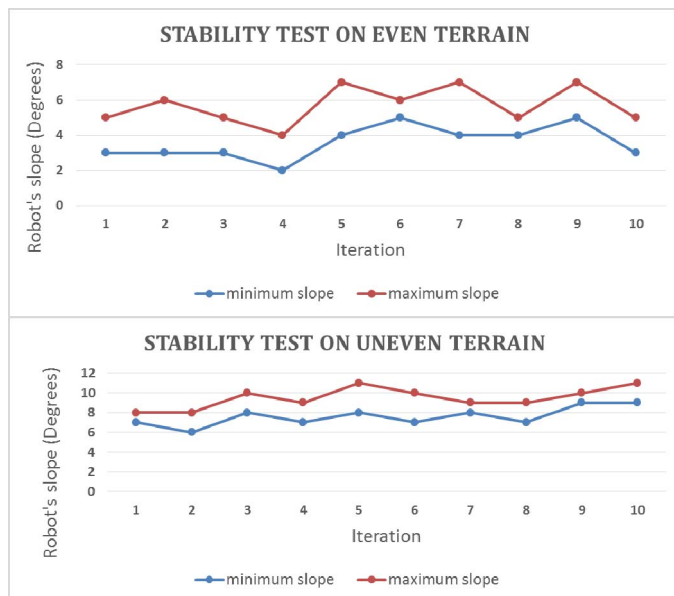 STABILITY TEST ON EVEN TERRAIN
8
6
4
2
0
Robot's slope (Degrees)
1 2 3 4 5 6 7 8 9 10
Iteration
minimum slope maximum slope
STABILITY TEST ON UNEVEN TERRAIN
12
10
8
6
4
2
0
Robot's slope (Degrees)
1 2 3 4 5 6 7 8 9 10
Iteration
minimum slope maximum slope